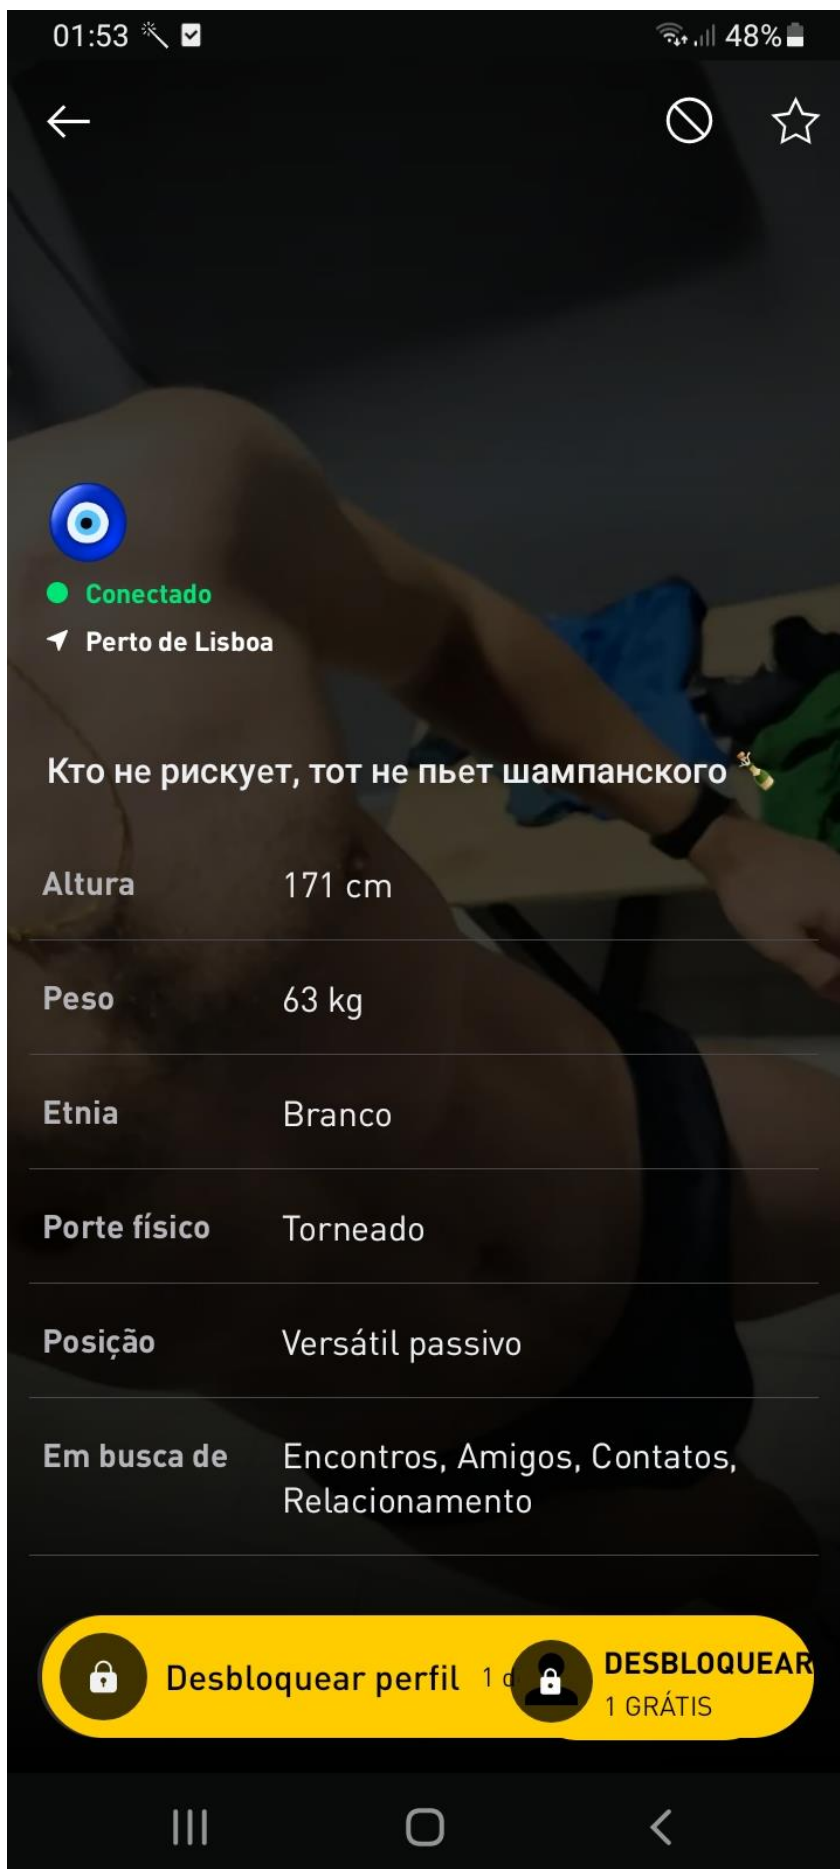 01:53 48%
Conectado
Perto de Lisboa
Кто не рискует, тот не пьет шампанского
Altura 171 cm
Peso 63 kg
Etnia Branco
Porte físico Torneado
Posição Versátil passivo
Em busca de Encontros, Amigos, Contatos,
Relacionamento
Desbloquear perfil 1 d
DESBLOQUEAR
1 GRÁTIS